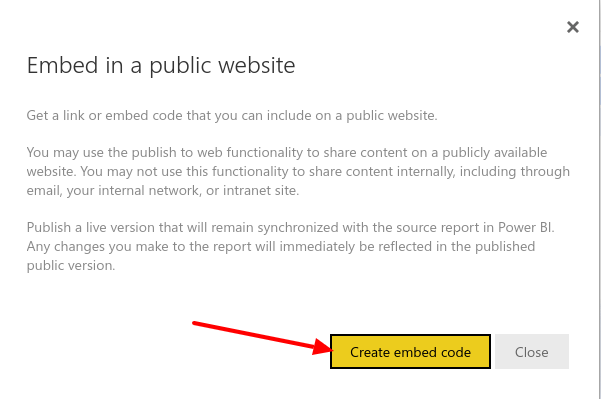 Embed in a public website
Get a link or embed code that you can include on a public website.
You may use the publish to web functionality to share content on a publicly available
website. You may not use this functionality to share content internally, including through
email, your internal network, or intranet site.
Publish a live version that will remain synchronized with the source report in Power BI.
Any changes you make to the report will immediately be reflected in the published
public version.
Create embed code Close